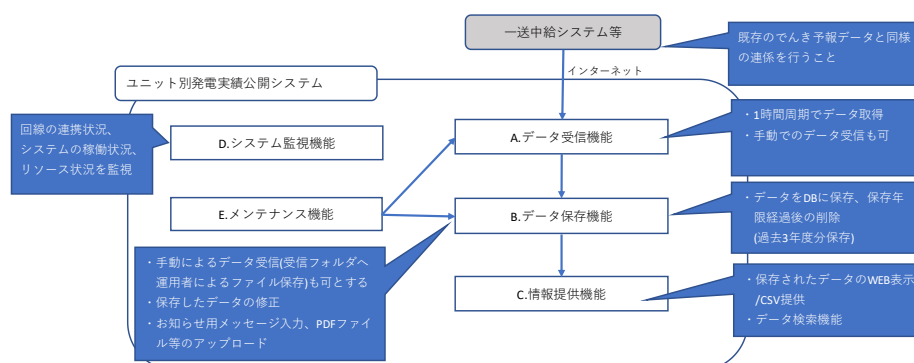 一送中給システム等
既存のでんき予報データと同様
の連係を行うこと
インターネット
ユニット別発電実績公開システム
回線の連携状況、
システムの稼働状況、
リソース状況を監視
D.システム監視機能
A.データ受信機能
・1時間周期でデータ取得
・手動でのデータ受信も可
E.メンテナンス機能
B.データ保存機能
・データをDBに保存、保存年
限経過後の削除
(過去3年度分保存)
・手動によるデータ受信(受信フォルダへ
運用者によるファイル保存)も可とする
・保存したデータの修正
・お知らせ用メッセージ入力、PDFファイ
ル等のアップロード
C.情報提供機能
・保存されたデータのWEB表示
/CSV提供
・データ検索機能